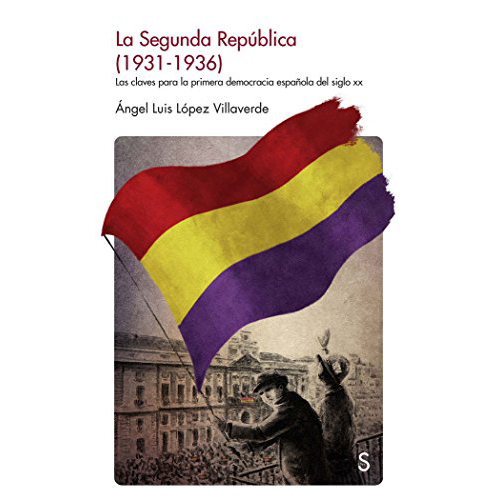 La Segunda República
(1931-1936)
Las claves para la primera democracia española del siglo xx
Ángel Luis López Villaverde
S